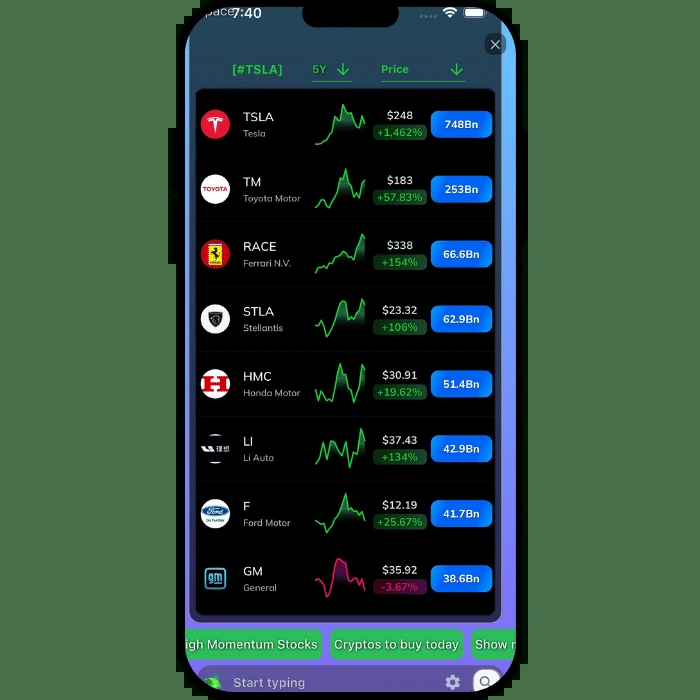 pace
7:40
[#TSLA] 5Y Price
TSLA $248 748Bn
Tesla +1,462%
TOYOTA TM $183 253Bn
Toyota Motor +57.83%
RACE $338 66.6Bn
Ferrari N.V. +154%
STLA $23.32 62.9Bn
Stellantis +106%
HMC $30.91 51.4Bn
Honda Motor +19.62%
理想 LI $37.43 42.9Bn
Li Auto +134%
Ford F $12.19 41.7Bn
Go Further Ford Motor +25.67%
gm GM $35.92 38.6Bn
General -3.67%
igh Momentum Stocks Cryptos to buy today Show
Start typing